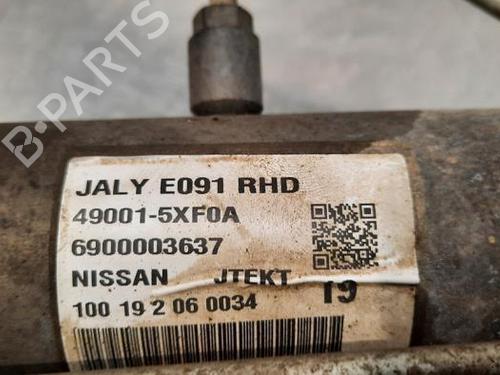 B-PARTS
JALY E091 RHD
49001-5XF0A
6900003637
NISSAN JTEKT 19
100 19 2 06 0034